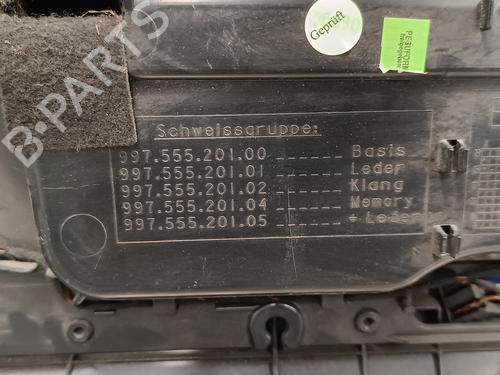 Geprüft
PEGUFORM
B-PARTS
Schweissgruppe:
997.555.201.00 ______ Basis
997.555.201.01 ______ Leder
997.555.201.02 ______ Klang
997.555.201.04 ______ Memory
997.555.201.05 ______ + Leder